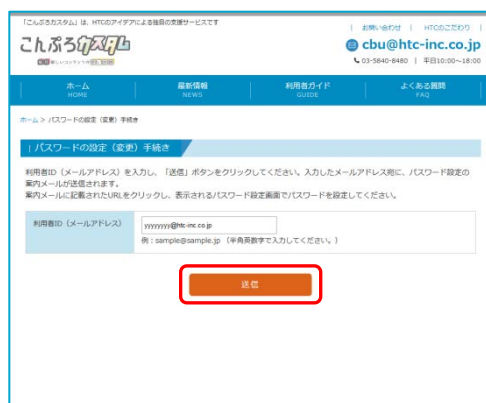 「こんぷろカスタム」は、HTCのアイデアによる独自の支援サービスです
お問い合わせ | HTCのこだわり |
こんぷろカスタム
cbu@htc-inc.co.jp
03-5840-8480 | 平日10:00～18:00
ホーム
HOME
最新情報
NEWS
利用者ガイド
GUIDE
よくある質問
FAQ
ホーム > パスワードの設定（変更）手続き
| パスワードの設定（変更）手続き
利用者ID（メールアドレス）を入力し、「送信」ボタンをクリックしてください。入力したメールアドレス宛に、パスワード設定の
案内メールが送信されます。
案内メールに記載されたURLをクリックし、表示されるパスワード設定画面でパスワードを設定してください。
利用者ID（メールアドレス）
yyyyyyyy@htc-inc.co.jp
例：sample@sample.jp （半角英数字で入力してください。）
送信